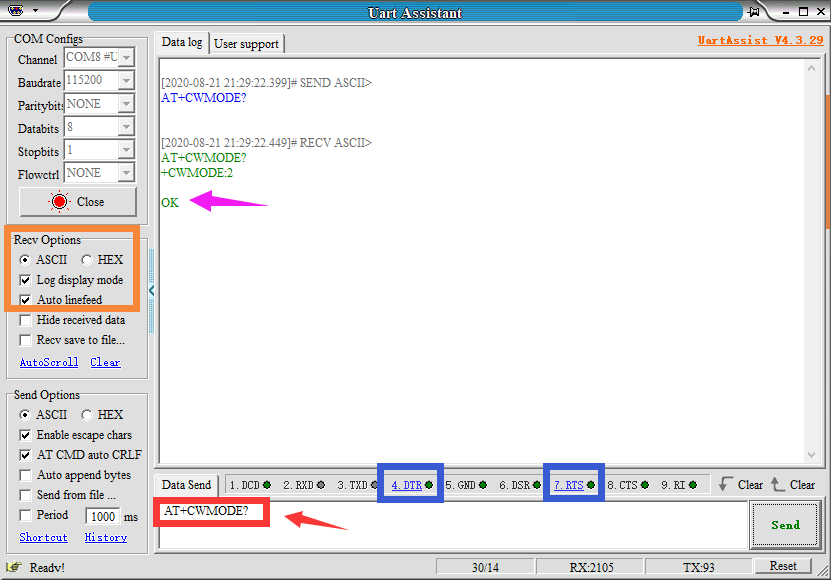 Uart Assistant
COM Configs
Channel COM8 #U
Baudrate 115200
Paritybits NONE
Databits 8
Stopbits 1
Flowctrl NONE
Close
Recv Options
ASCII HEX
Log display mode
Auto linefeed
Hide received data
Recv save to file...
AutoScroll Clear
Send Options
ASCII HEX
Enable escape chars
AT CMD auto CRLF
Auto append bytes
Send from file ...
Period 1000 ms
Shortcut History
Data log User support UartAssist V4.3.29
[2020-08-21 21:29:22.399]# SEND ASCII>
AT+CWMODE?
[2020-08-21 21:29:22.449]# RECV ASCII>
AT+CWMODE?
+CWMODE:2
OK
Data Send 1.DCD 2.RXD 3.TXD 4.DTR 5.GND 6.DSR 7.RTS 8.CTS 9.RI Clear Clear
AT+CWMODE?
Send
Ready! 30/14 RX:2105 TX:93 Reset